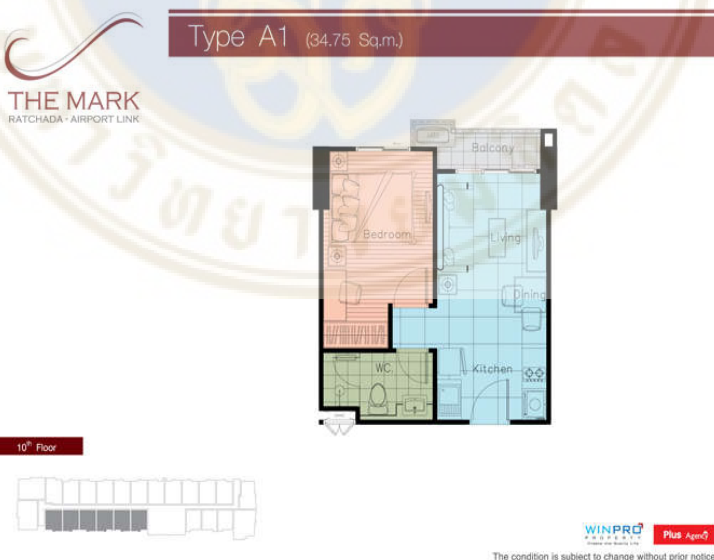 Type A1 (34.75 Sq.m.)
THE MARK
RATCHADA - AIRPORT LINK
Balcony
Bedroom
Living
Dining
Kitchen
WC.
10th Floor
WINPRO
PROPERTY
Plus Agency
The condition is subject to change without prior notice